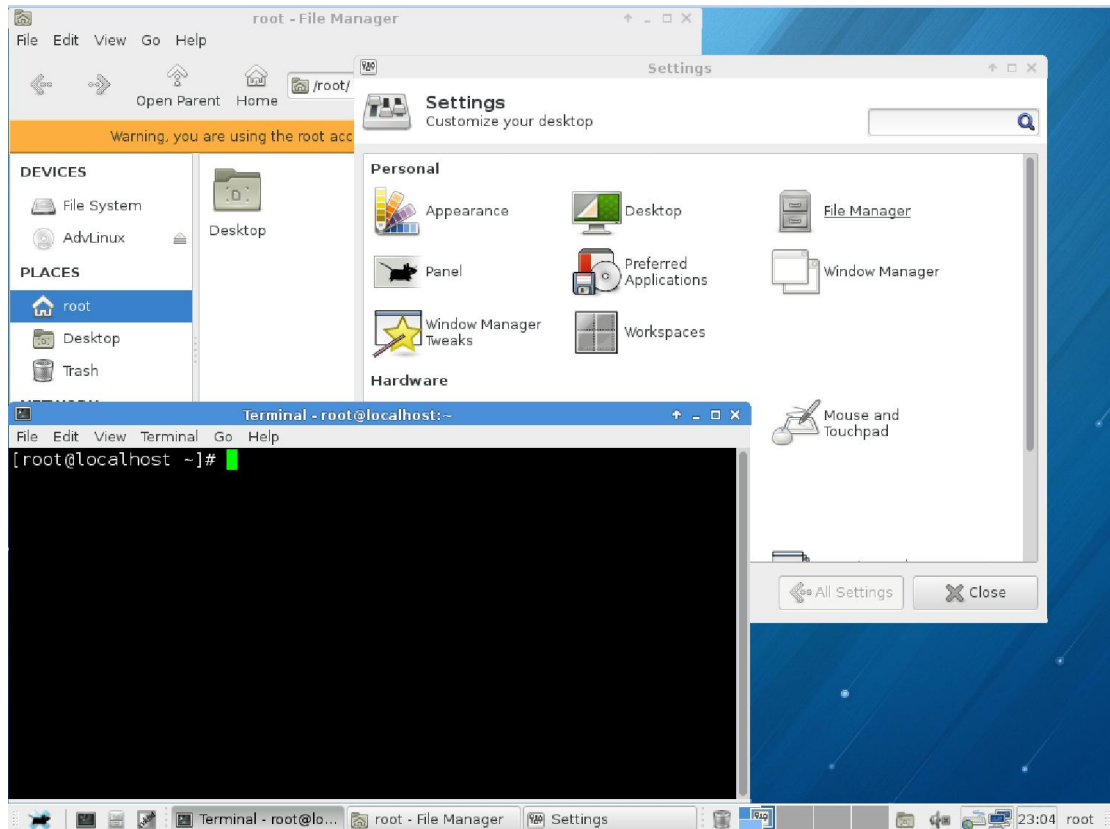 root - File Manager
File Edit View Go Help
Open Parent Home /root/
Warning, you are using the root acc
DEVICES
File System
AdvLinux
PLACES
root
Desktop
Trash
Desktop
Settings
Settings
Customize your desktop
Personal
Appearance
Desktop
File Manager
Panel
Preferred
Applications
Window Manager
Window Manager
Tweaks
Workspaces
Hardware
Mouse and
Touchpad
All Settings
Close
Terminal - root@localhost:~
File Edit View Terminal Go Help
[root@localhost ~]#
Terminal - root@lo... root - File Manager Settings 23:04 root